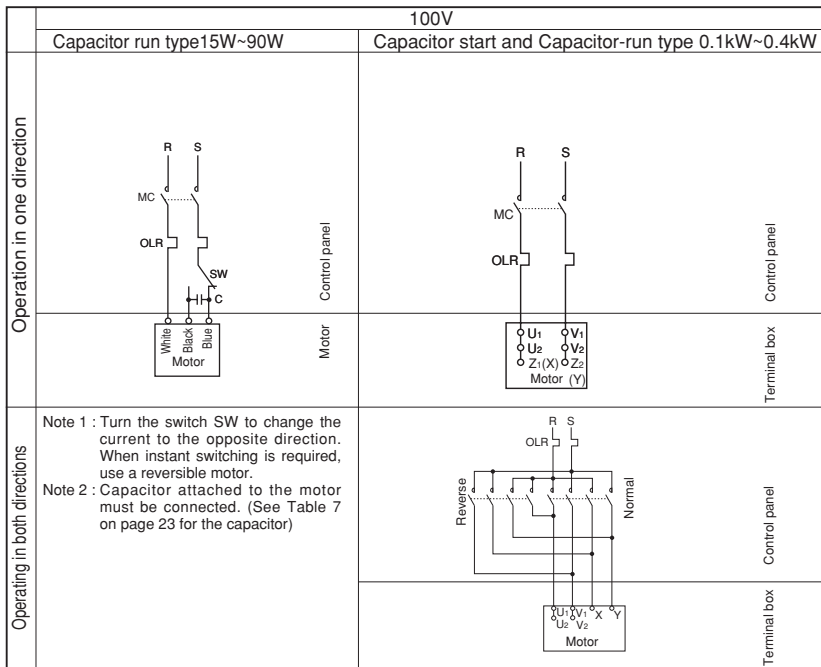 100V
Capacitor run type15W~90W
Capacitor start and Capacitor-run type 0.1kW~0.4kW
Operation in one direction
R S
MC
OLR
SW
C
White
Black
Blue
Motor
Control panel
Motor
R S
MC
OLR
U1 V1
U2 V2
Z1(X) Z2
Motor (Y)
Control panel
Terminal box
Operating in both directions
Note 1 : Turn the switch SW to change the
current to the opposite direction.
When instant switching is required,
use a reversible motor.
Note 2 : Capacitor attached to the motor
must be connected. (See Table 7
on page 23 for the capacitor)
R S
OLR
Reverse
Normal
U1 V1 X Y
U2 V2
Motor
Control panel
Terminal box